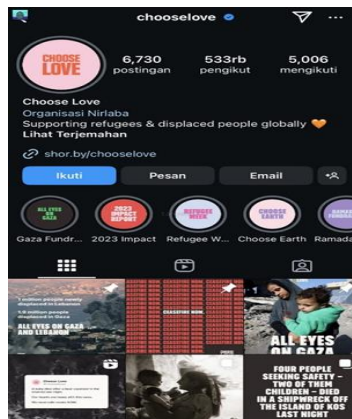 chooselove
CHOOSE
LOVE
6,730
postingan
533rb
pengikut
5,006
mengikuti
Choose Love
Organisasi Nirlaba
Supporting refugees & displaced people globally 🧡
Lihat Terjemahan
shor.by/chooselove
Ikuti
Pesan
Email
ALL EYES
ON
GAZA
2023
IMPACT
REPORT
REFUGEE
WEEK
CHOOSE
EARTH
Gaza Fundr...
2023 Impact
Refugee W...
Choose Earth
Ramada
1 million people newly
displaced in Lebanon
1.9 million people
displaced in Gaza
ALL EYES ON GAZA
AND LEBANON
CEASEFIRE NOW.
ALL EYES
ON GAZA
Choose Love
FOUR PEOPLE
SEEKING SAFETY –
TWO OF THEM
CHILDREN – DIED
IN A SHIPWRECK OFF
THE ISLAND OF KOS
LAST NIGHT